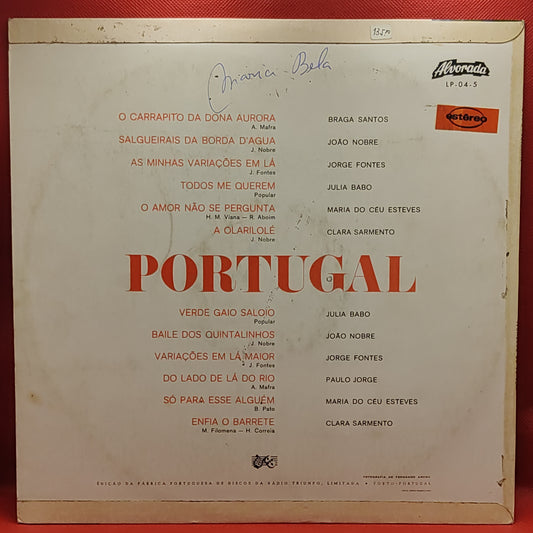 135$
Maria Bela
Alvorada
LP-04-5
estéreo
O CARRAPITO DA DONA AURORA BRAGA SANTOS
A. Mafra
SALGUEIRAIS DA BORDA D'AGUA JOÃO NOBRE
J. Nobre
AS MINHAS VARIAÇÕES EM LÁ JORGE FONTES
J. Fontes
TODOS ME QUEREM JULIA BABO
Popular
O AMOR NÃO SE PERGUNTA MARIA DO CÉU ESTEVES
H. M. Viana — R. Aboim
A OLARILOLÉ CLARA SARMENTO
J. Nobre
PORTUGAL
VERDE GAIO SALOIO JULIA BABO
Popular
BAILE DOS QUINTALINHOS JOÃO NOBRE
J. Nobre
VARIAÇÕES EM LÁ MAIOR JORGE FONTES
J. Fontes
DO LADO DE LÁ DO RIO PAULO JORGE
A. Mafra
SÓ PARA ESSE ALGUÉM MARIA DO CÉU ESTEVES
B. Pato
ENFIA O BARRETE CLARA SARMENTO
M. Filomena — H. Correia
FOTOGRAFIA DE FERNANDO
EDIÇÃO DA FÁBRICA PORTUGUESA DE DISCOS DA RÁDIO TRIUNFO, LIMITADA • PORTO-PORTUGAL